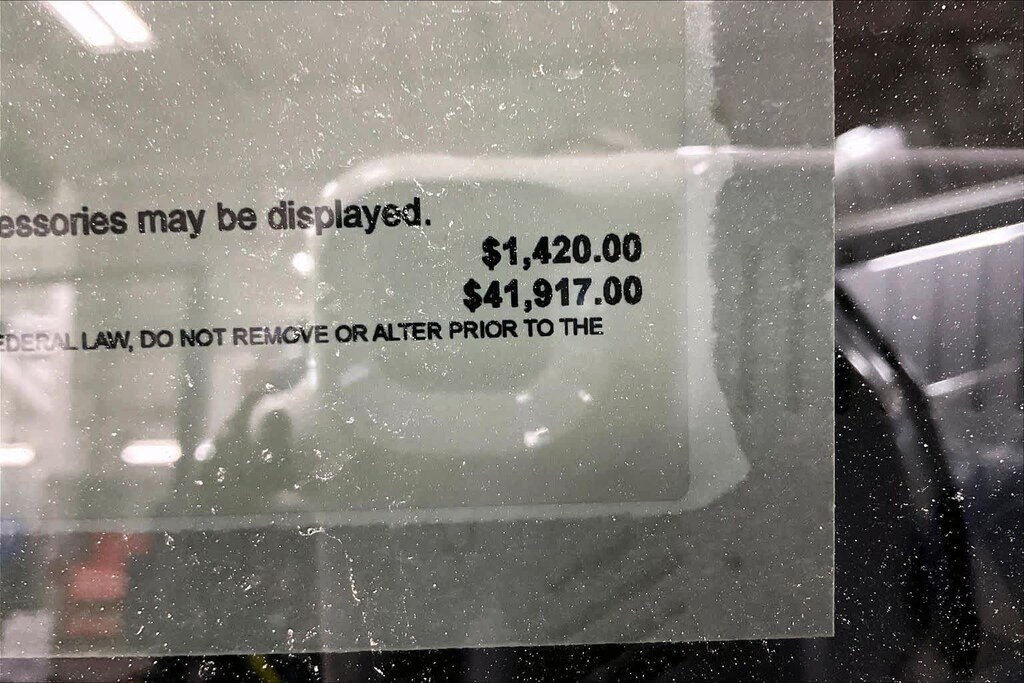 essories may be displayed.
$1,420.00
$41,917.00
EDERAL LAW, DO NOT REMOVE OR ALTER PRIOR TO THE